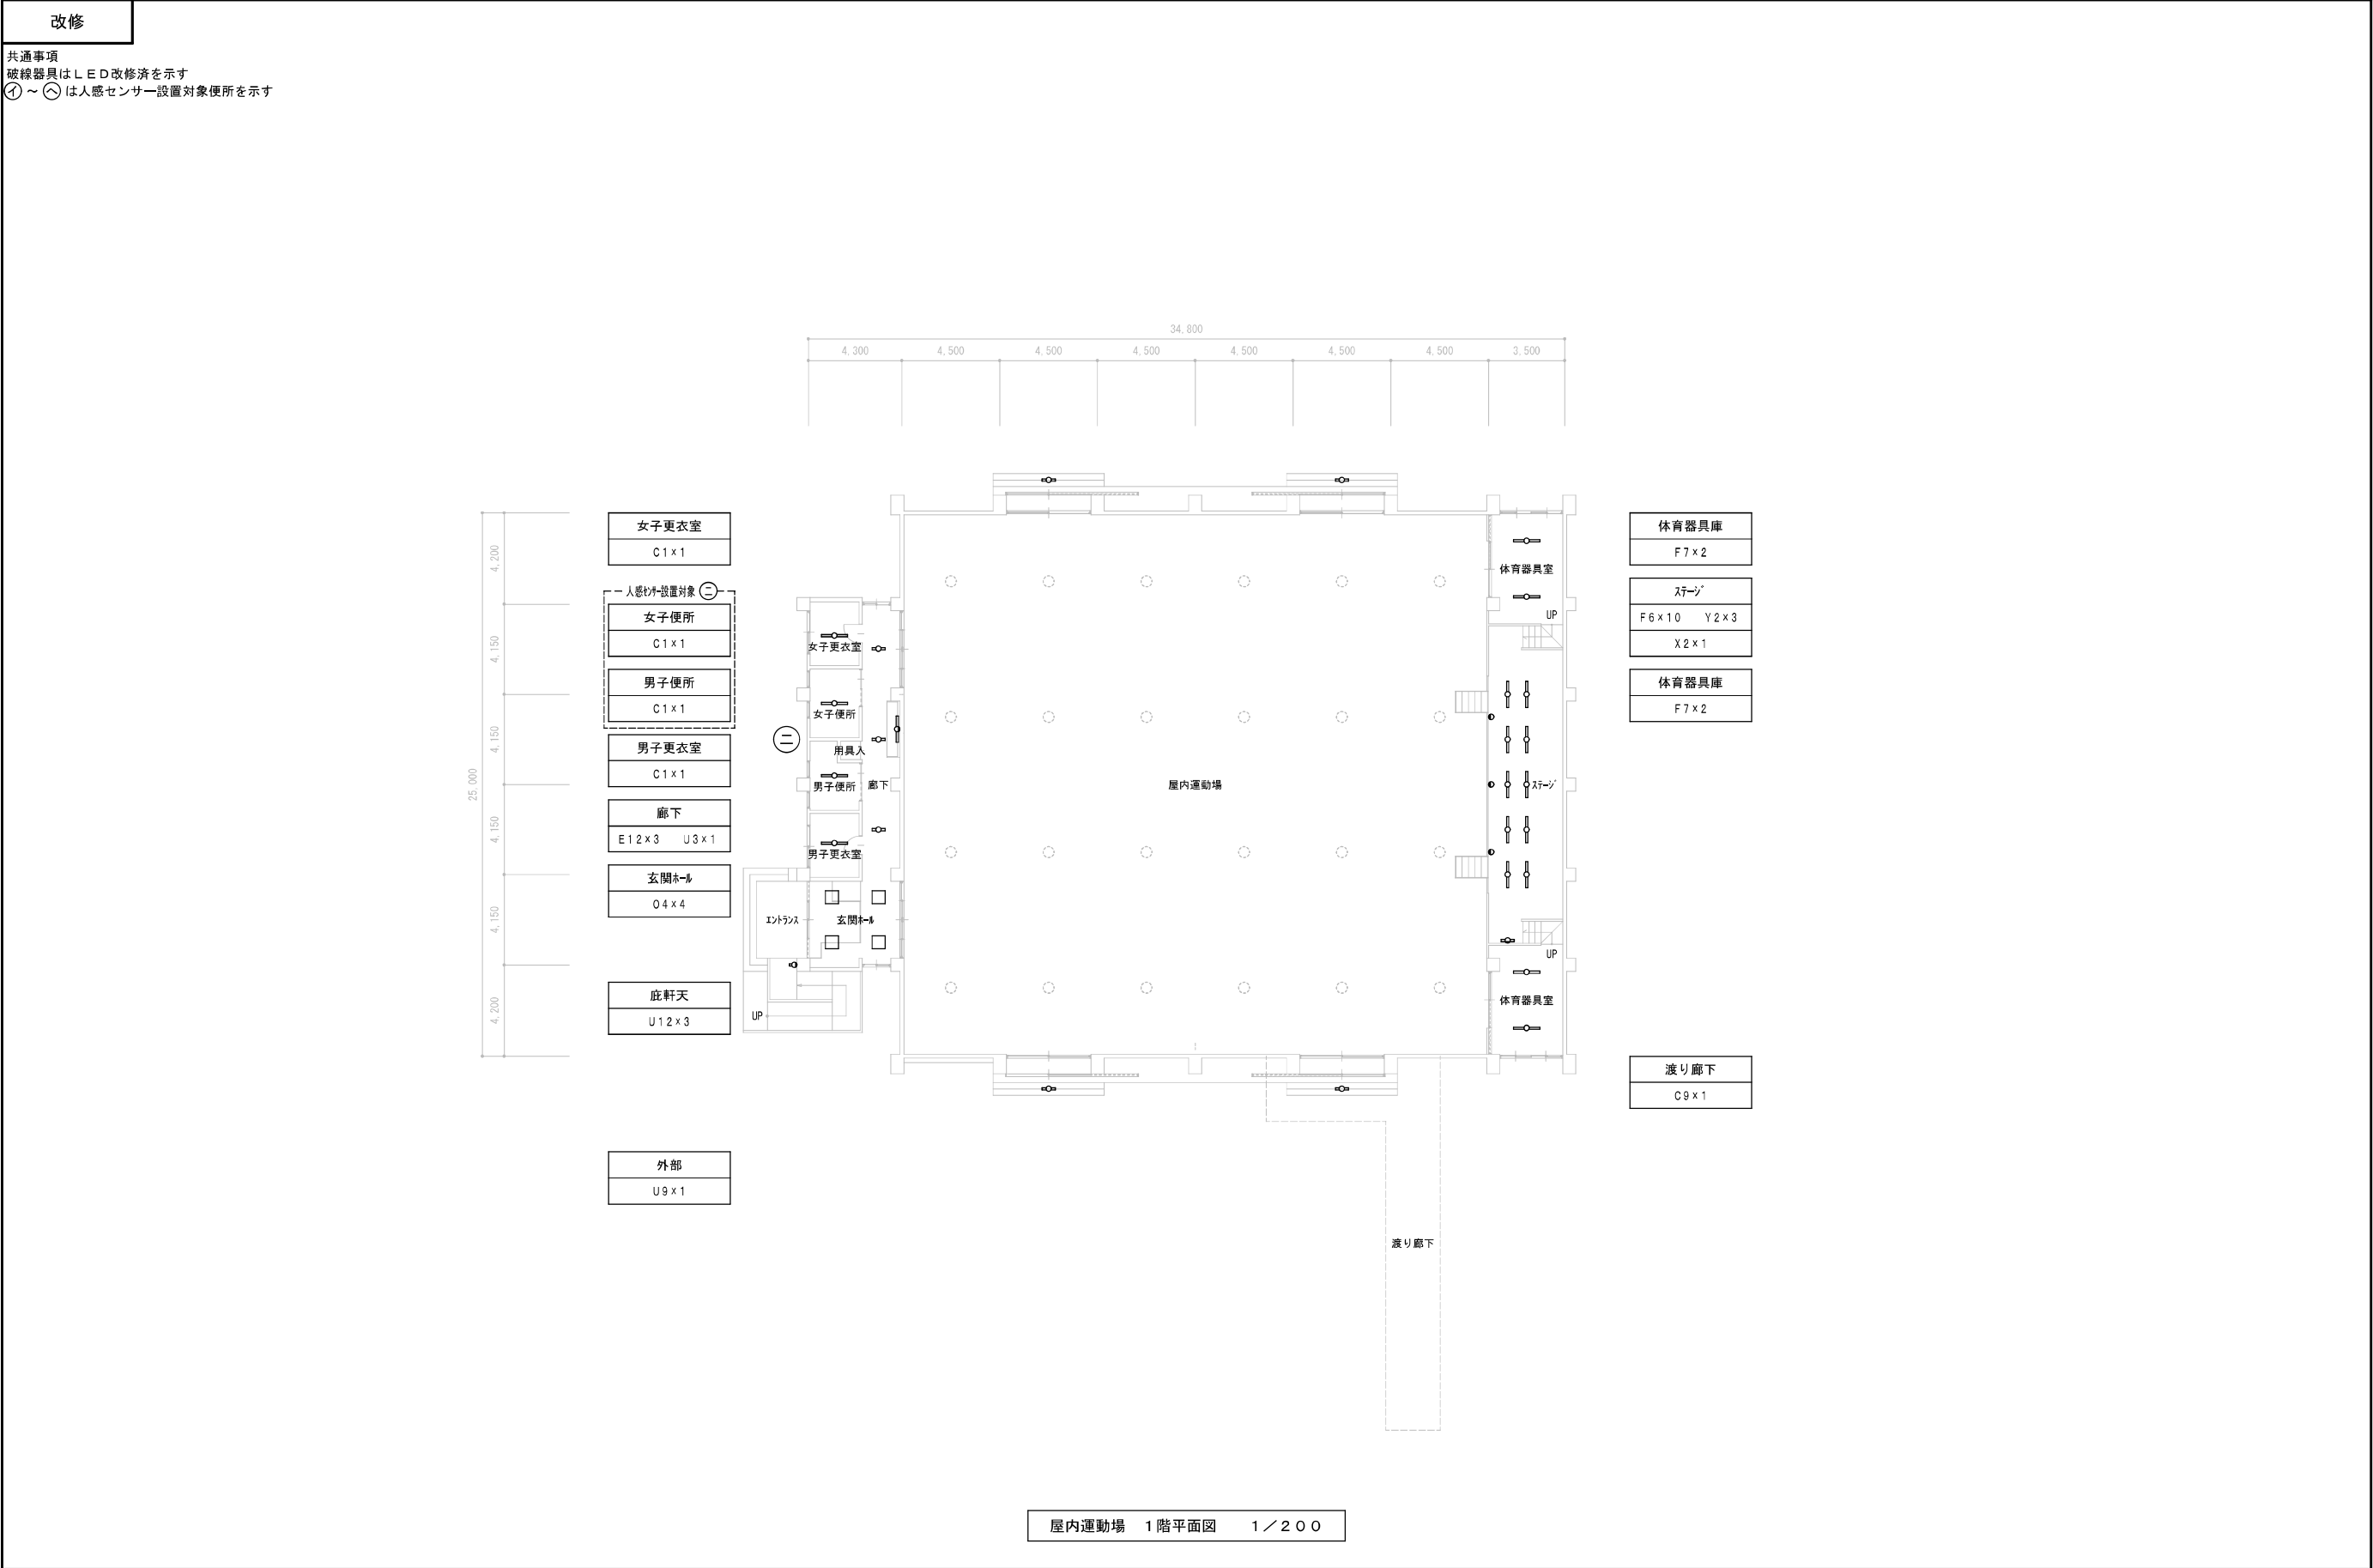 改修
共通事項
破線器具はＬＥＤ改修済を示す
イ ～ ヘ は人感センサー設置対象便所を示す
34,800
4,300 4,500 4,500 4,500 4,500 4,500 4,500 3,500
25,000
4,200
4,150
4,150
4,150
4,150
4,200
女子更衣室
C1×1
人感ｾﾝｻｰ設置対象 ニ
女子便所
C1×1
男子便所
C1×1
男子更衣室
C1×1
廊下
E12×3 U3×1
玄関ﾎｰﾙ
O4×4
庇軒天
U12×3
外部
U9×1
女子更衣室
女子便所
ニ
用具入
男子便所
廊下
男子更衣室
ｴﾝﾄﾗﾝｽ
玄関ﾎｰﾙ
UP
屋内運動場
体育器具室
UP
ｽﾃｰｼﾞ
UP
体育器具室
渡り廊下
体育器具庫
F7×2
ｽﾃｰｼﾞ
F6×10 Y2×3
X2×1
体育器具庫
F7×2
渡り廊下
C9×1
屋内運動場 1階平面図 1／200